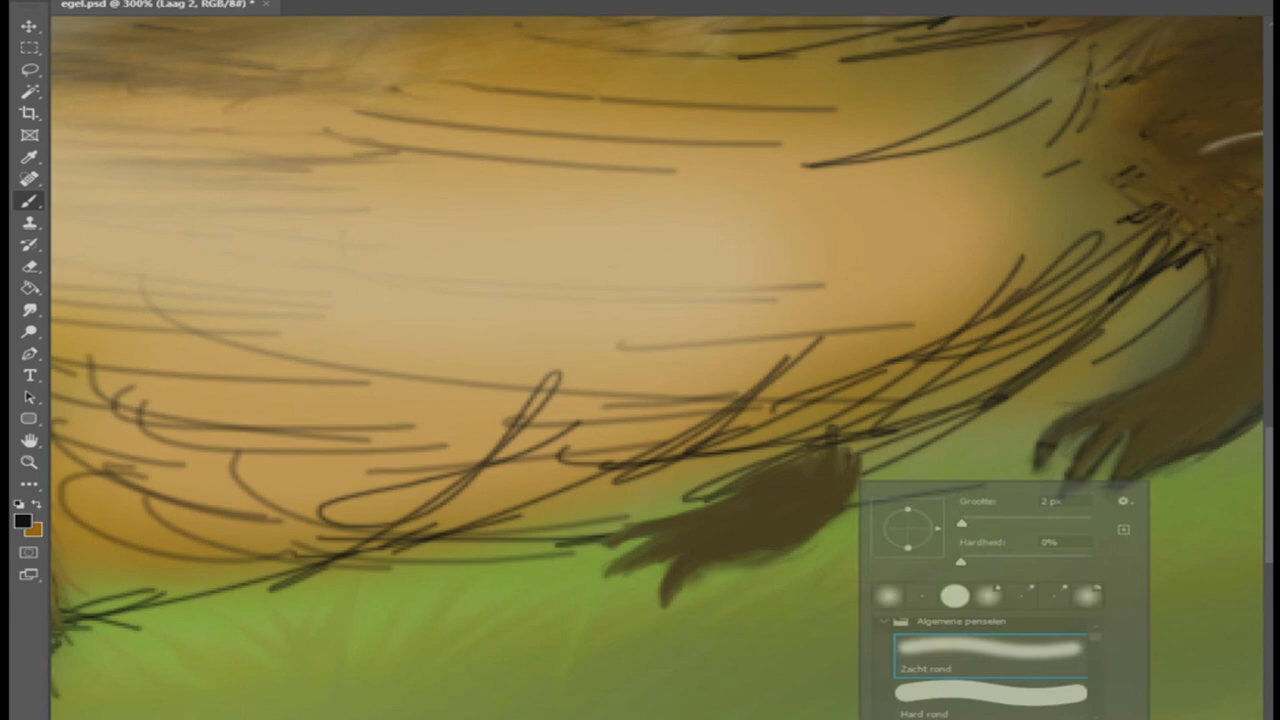 egel.psd @ 300% (Laag 2, RGB/8#) * ×
T
Grootte: 2 px
Hardheid: 0%
Algemene penselen
Zacht rond
Hard rond